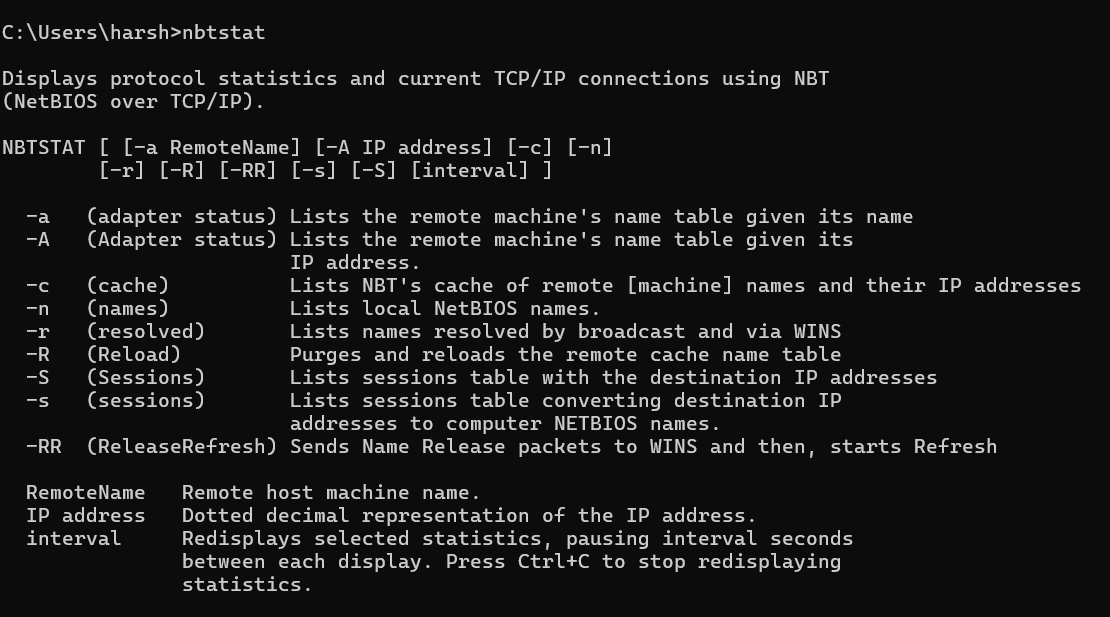 C:\Users\harsh>nbtstat
Displays protocol statistics and current TCP/IP connections using NBT
(NetBIOS over TCP/IP).
NBTSTAT [ [-a RemoteName] [-A IP address] [-c] [-n]
        [-r] [-R] [-RR] [-s] [-S] [interval] ]
  -a   (adapter status) Lists the remote machine's name table given its name
  -A   (Adapter status) Lists the remote machine's name table given its
                        IP address.
  -c   (cache)          Lists NBT's cache of remote [machine] names and their IP addresses
  -n   (names)          Lists local NetBIOS names.
  -r   (resolved)       Lists names resolved by broadcast and via WINS
  -R   (Reload)         Purges and reloads the remote cache name table
  -S   (Sessions)       Lists sessions table with the destination IP addresses
  -s   (sessions)       Lists sessions table converting destination IP
                        addresses to computer NETBIOS names.
  -RR  (ReleaseRefresh) Sends Name Release packets to WINS and then, starts Refresh
  RemoteName   Remote host machine name.
  IP address   Dotted decimal representation of the IP address.
  interval     Redisplays selected statistics, pausing interval seconds
               between each display. Press Ctrl+C to stop redisplaying
               statistics.